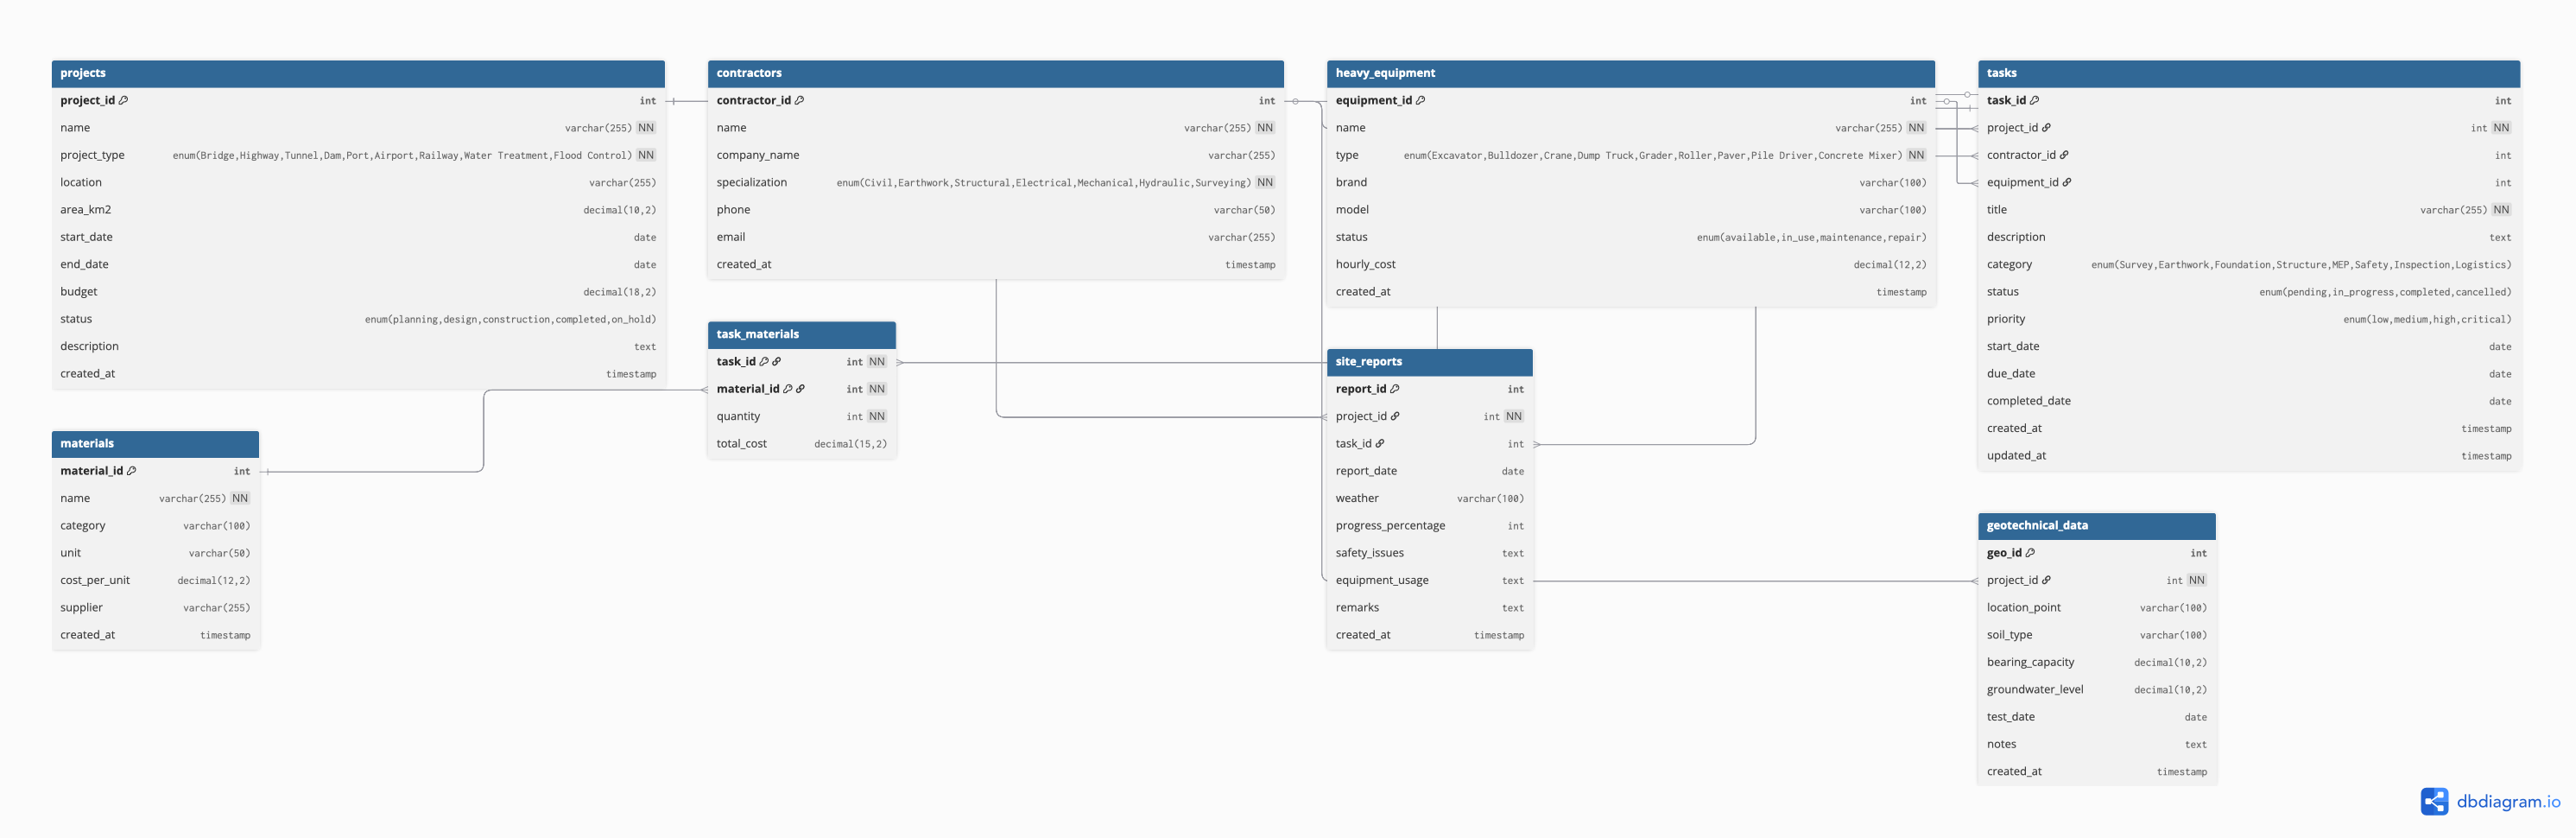 projects
project_id int
name varchar(255) NN
project_type enum(Bridge,Highway,Tunnel,Dam,Port,Airport,Railway,Water Treatment,Flood Control) NN
location varchar(255)
area_km2 decimal(10,2)
start_date date
end_date date
budget decimal(18,2)
status enum(planning,design,construction,completed,on_hold)
description text
created_at timestamp
materials
material_id int
name varchar(255) NN
category varchar(100)
unit varchar(50)
cost_per_unit decimal(12,2)
supplier varchar(255)
created_at timestamp
contractors
contractor_id int
name varchar(255) NN
company_name varchar(255)
specialization enum(Civil,Earthwork,Structural,Electrical,Mechanical,Hydraulic,Surveying) NN
phone varchar(50)
email varchar(255)
created_at timestamp
task_materials
task_id int NN
material_id int NN
quantity int NN
total_cost decimal(15,2)
heavy_equipment
equipment_id int
name varchar(255) NN
type enum(Excavator,Bulldozer,Crane,Dump Truck,Grader,Roller,Paver,Pile Driver,Concrete Mixer) NN
brand varchar(100)
model varchar(100)
status enum(available,in_use,maintenance,repair)
hourly_cost decimal(12,2)
created_at timestamp
site_reports
report_id int
project_id int NN
task_id int
report_date date
weather varchar(100)
progress_percentage int
safety_issues text
equipment_usage text
remarks text
created_at timestamp
tasks
task_id int
project_id int NN
contractor_id int
equipment_id int
title varchar(255) NN
description text
category enum(Survey,Earthwork,Foundation,Structure,MEP,Safety,Inspection,Logistics)
status enum(pending,in_progress,completed,cancelled)
priority enum(low,medium,high,critical)
start_date date
due_date date
completed_date date
created_at timestamp
updated_at timestamp
geotechnical_data
geo_id int
project_id int NN
location_point varchar(100)
soil_type varchar(100)
bearing_capacity decimal(10,2)
groundwater_level decimal(10,2)
test_date date
notes text
created_at timestamp
dbdiagram.io